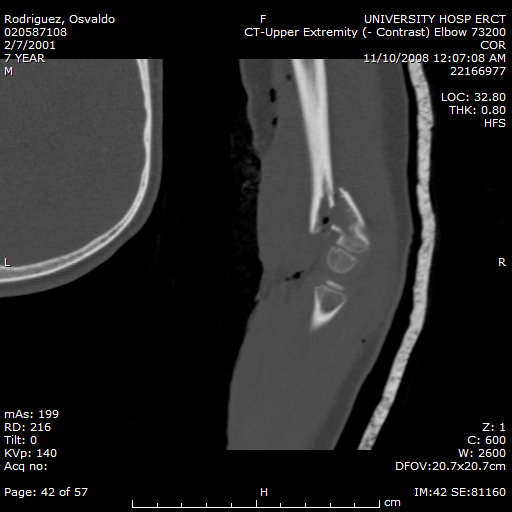 Rodriguez, Osvaldo
020587108
2/7/2001
7 YEAR
M
F
UNIVERSITY HOSP ERCT
CT-Upper Extremity (- Contrast) Elbow 73200
COR
11/10/2008 12:07:08 AM
22166977
LOC: 32.80
THK: 0.80
HFS
L
R
mAs: 199
RD: 216
Tilt: 0
KVp: 140
Acq no:
Page: 42 of 57
H
cm
Z: 1
C: 600
W: 2600
DFOV:20.7x20.7cm
IM:42 SE:81160